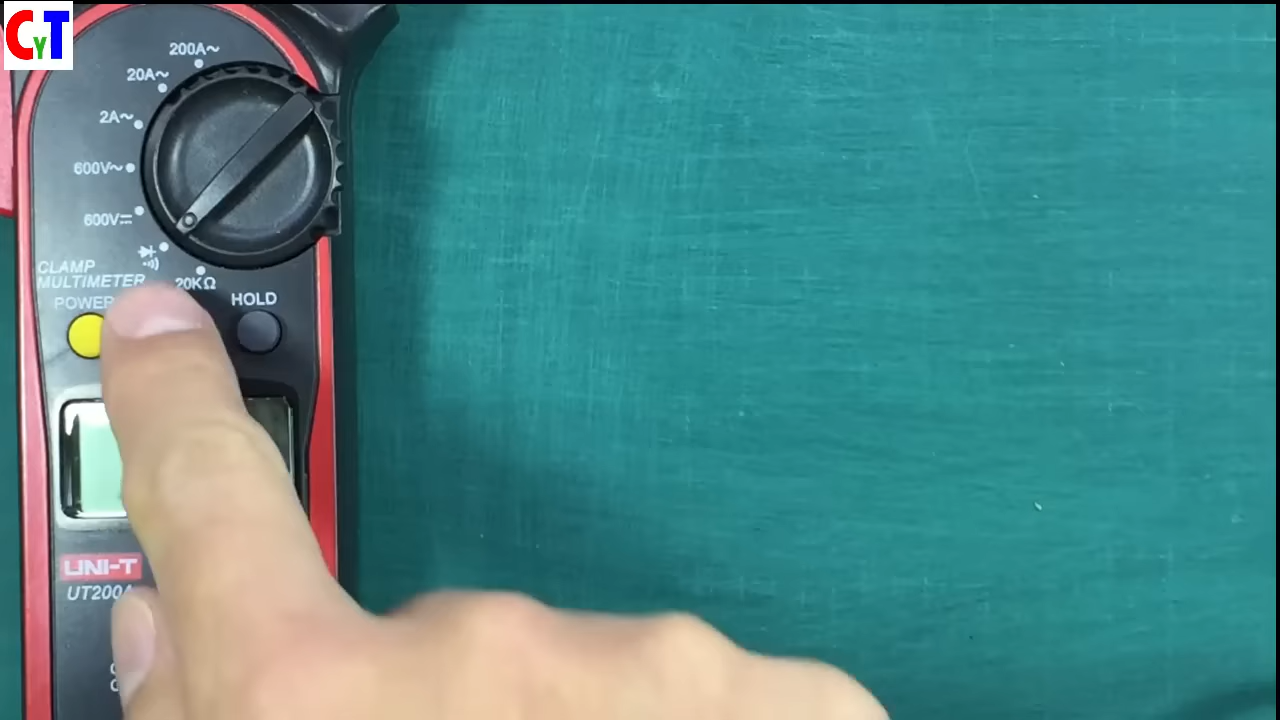 CyT
200A~
20A~
2A~
600V~
600V⎓
CLAMP
MULTIMETER
20KΩ
POWER
HOLD
UNI-T
UT200A